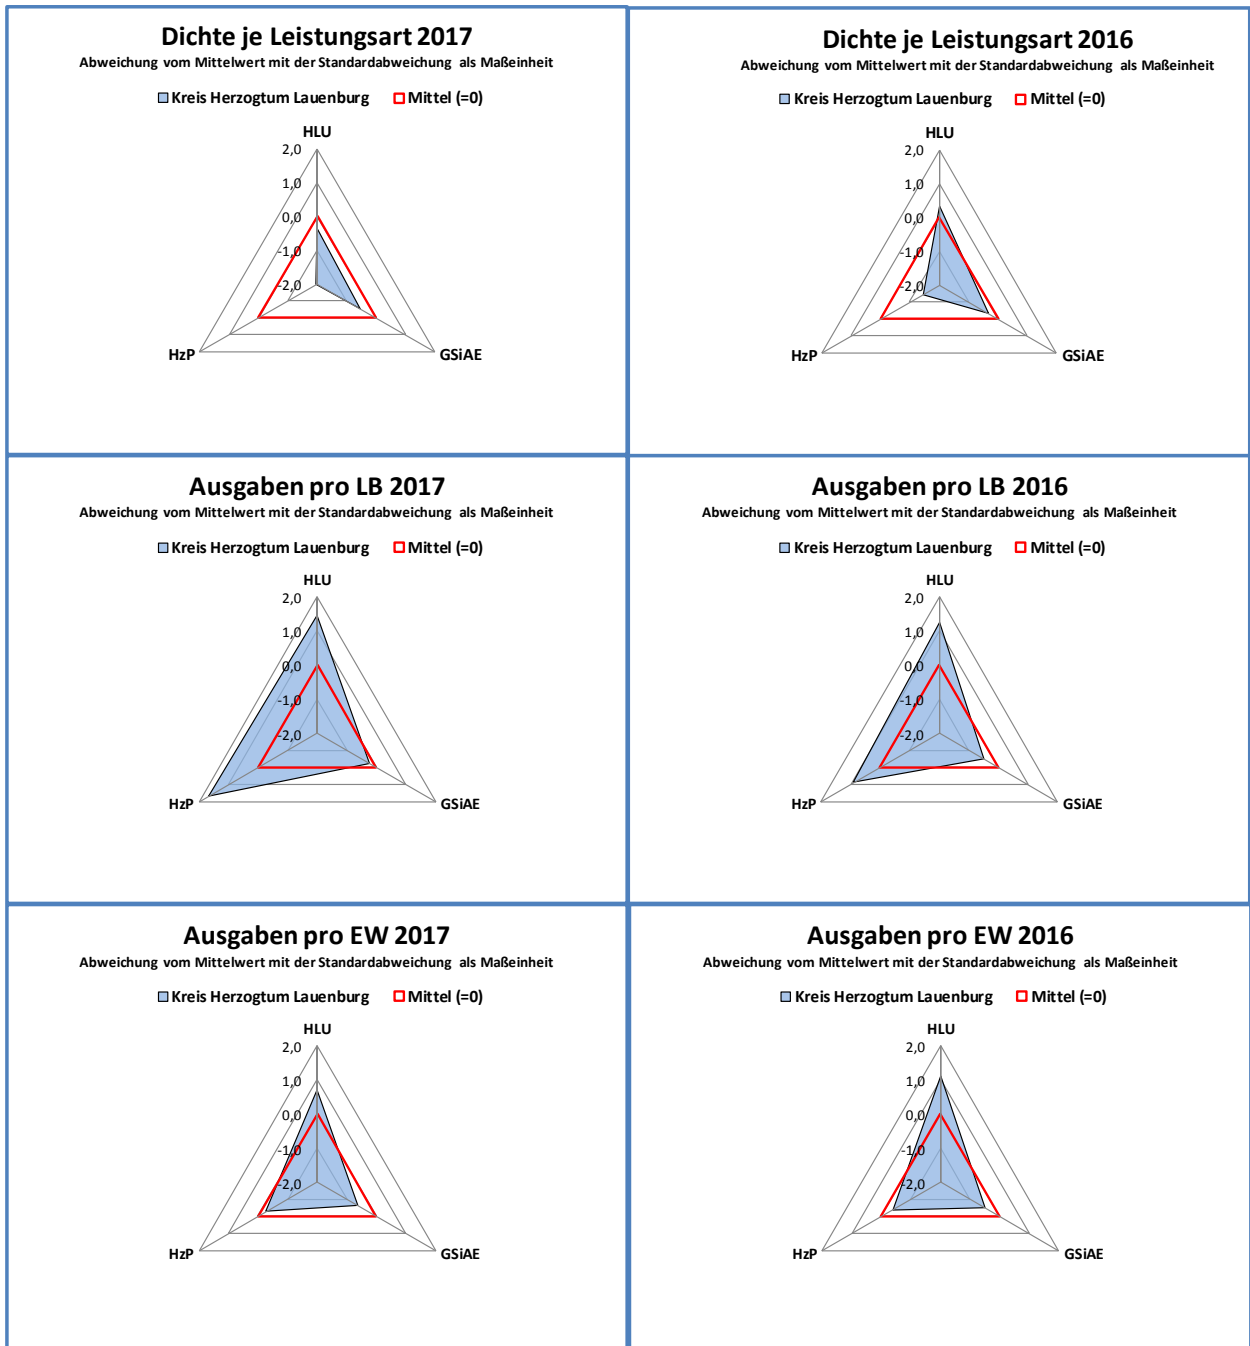 Dichte je Leistungsart 2017
Abweichung vom Mittelwert mit der Standardabweichung als Maßeinheit
Kreis Herzogtum Lauenburg Mittel (=0)
HLU
2,0
1,0
0,0
-1,0
-2,0
HzP
GSiAE
Dichte je Leistungsart 2016
Abweichung vom Mittelwert mit der Standardabweichung als Maßeinheit
Kreis Herzogtum Lauenburg Mittel (=0)
HLU
2,0
1,0
0,0
-1,0
-2,0
HzP
GSiAE
Ausgaben pro LB 2017
Abweichung vom Mittelwert mit der Standardabweichung als Maßeinheit
Kreis Herzogtum Lauenburg Mittel (=0)
HLU
2,0
1,0
0,0
-1,0
-2,0
HzP
GSiAE
Ausgaben pro LB 2016
Abweichung vom Mittelwert mit der Standardabweichung als Maßeinheit
Kreis Herzogtum Lauenburg Mittel (=0)
HLU
2,0
1,0
0,0
-1,0
-2,0
HzP
GSiAE
Ausgaben pro EW 2017
Abweichung vom Mittelwert mit der Standardabweichung als Maßeinheit
Kreis Herzogtum Lauenburg Mittel (=0)
HLU
2,0
1,0
0,0
-1,0
-2,0
HzP
GSiAE
Ausgaben pro EW 2016
Abweichung vom Mittelwert mit der Standardabweichung als Maßeinheit
Kreis Herzogtum Lauenburg Mittel (=0)
HLU
2,0
1,0
0,0
-1,0
-2,0
HzP
GSiAE